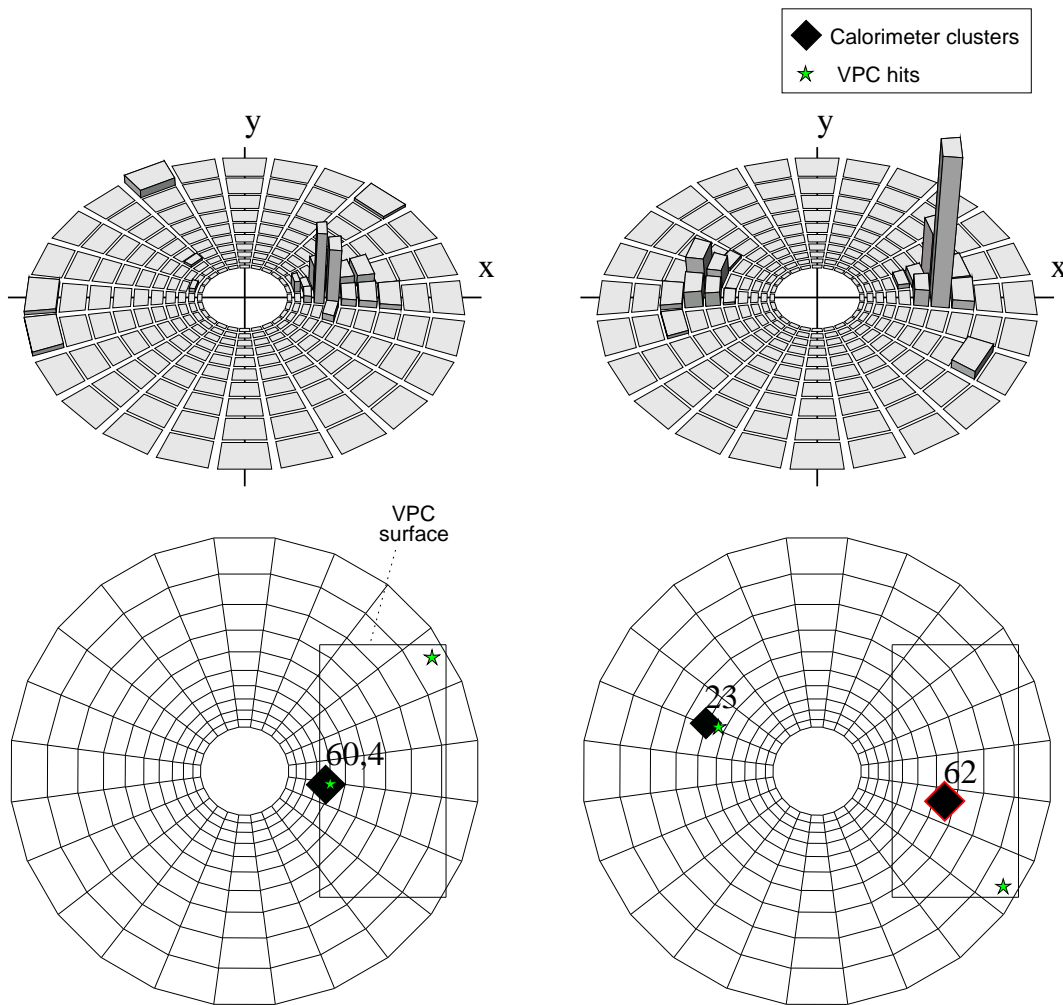 Calorimeter clusters
VPC hits
y
x
y
x
VPC
surface
60,4
23
62